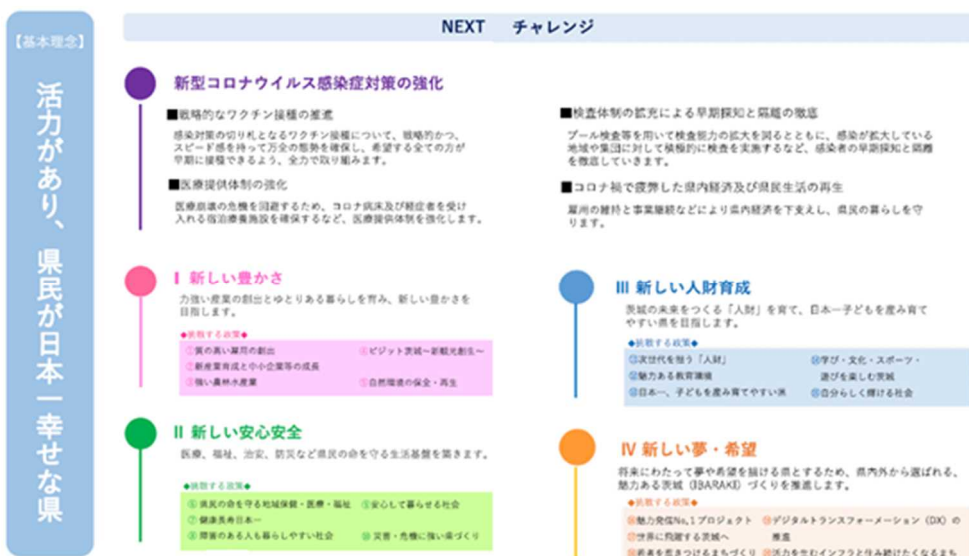 【基本理念】
活力があり、県民が日本一幸せな県
NEXT チャレンジ
新型コロナウイルス感染症対策の強化
■戦略的なワクチン接種の推進
感染対策の切り札となるワクチン接種について、戦略的かつ、
スピード感を持って万全の態勢を確保し、希望する全ての方が
早期に接種できるよう、全力で取り組みます。
■医療提供体制の強化
医療崩壊の危機を回避するため、コロナ病床及び軽症者を受け
入れる宿泊療養施設を確保するなど、医療提供体制を強化します。
■検査体制の拡充による早期探知と隔離の徹底
プール検査等を用いて検査能力の拡大を図るとともに、感染が拡大している
地域や集団に対して積極的に検査を実施するなど、感染者の早期探知と隔離
を徹底していきます。
■コロナ禍で疲弊した県内経済及び県民生活の再生
雇用の維持と事業継続などにより県内経済を下支えし、県民の暮らしを守
ります。
Ⅰ 新しい豊かさ
力強い産業の創出とゆとりある暮らしを育み、新しい豊かさを
目指します。
◆挑戦する政策◆
①質の高い雇用の創出
②新産業育成と中小企業等の成長
③強い農林水産業
④ビジット茨城～新観光創生～
⑤自然環境の保全・再生
Ⅱ 新しい安心安全
医療、福祉、治安、防災など県民の命を守る生活基盤を築きます。
◆挑戦する政策◆
⑥県民の命を守る地域保健・医療・福祉
⑦健康長寿日本一
⑧障害のある人も暮らしやすい社会
⑨安心して暮らせる社会
⑩災害・危機に強い県づくり
Ⅲ 新しい人財育成
茨城の未来をつくる「人財」を育て、日本一子どもを産み育て
やすい県を目指します。
◆挑戦する政策◆
⑪次世代を担う「人財」
⑫魅力ある教育環境
⑬日本一、子どもを産み育てやすい県
⑭学び・文化・スポーツ・
遊びを楽しむ茨城
⑮自分らしく輝ける社会
Ⅳ 新しい夢・希望
将来にわたって夢や希望を描ける県とするため、県内外から選ばれる、
魅力ある茨城（IBARAKI）づくりを推進します。
◆挑戦する政策◆
⑯魅力発信No.1プロジェクト
⑰世界に飛躍する茨城へ
⑱若者を惹きつけるまちづくり
⑲デジタルトランスフォーメーション（DX）の
推進
⑳活力を生むインフラと住み続けたくなるまち